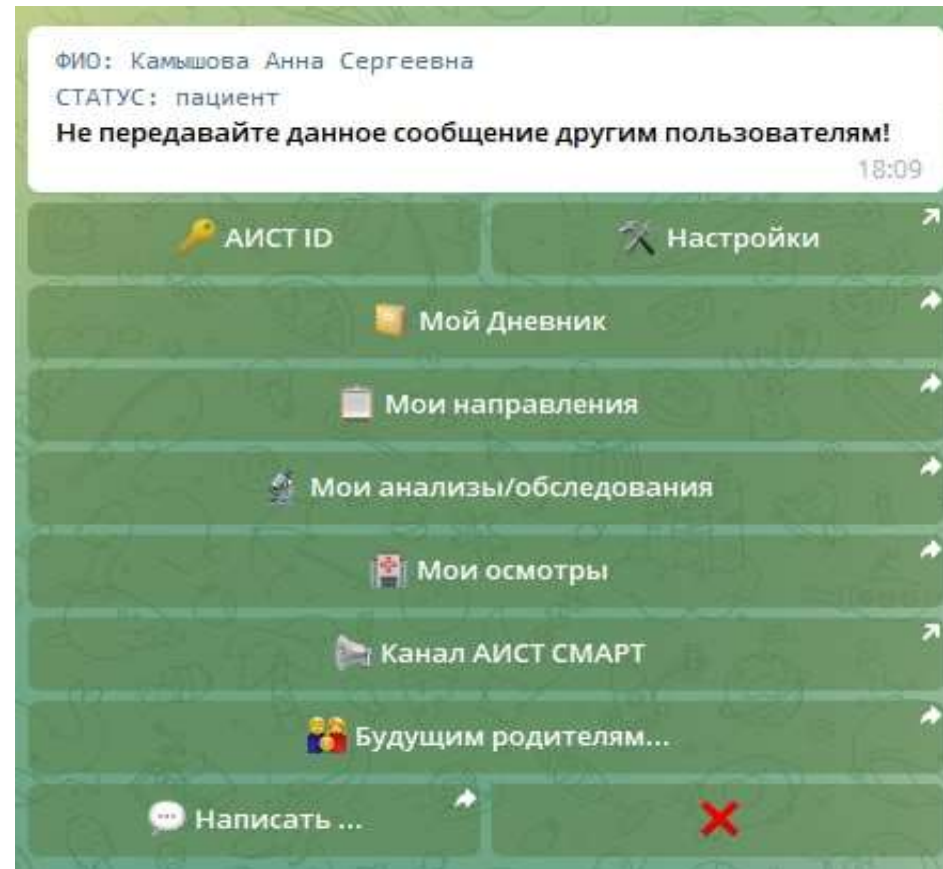 ФИО: Камышова Анна Сергеевна
СТАТУС: пациент
Не передавайте данное сообщение другим пользователям!
18:09
АИСТ ID
Настройки
Мой Дневник
Мои направления
Мои анализы/обследования
Мои осмотры
Канал АИСТ СМАРТ
Будущим родителям...
Написать ...